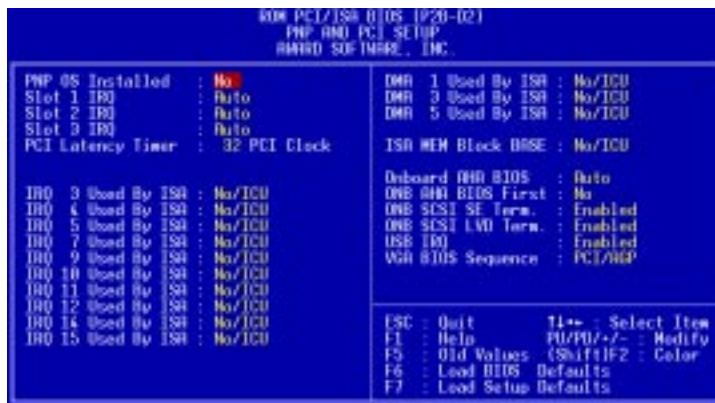 ROM PCI/ISA BIOS (P2B-D2)
PNP AND PCI SETUP
AWARD SOFTWARE, INC.
PNP OS Installed : No
Slot 1 IRQ : Auto
Slot 2 IRQ : Auto
Slot 3 IRQ : Auto
PCI Latency Timer : 32 PCI Clock
IRQ 3 Used By ISA : No/ICU
IRQ 4 Used By ISA : No/ICU
IRQ 5 Used By ISA : No/ICU
IRQ 7 Used By ISA : No/ICU
IRQ 9 Used By ISA : No/ICU
IRQ 10 Used By ISA : No/ICU
IRQ 11 Used By ISA : No/ICU
IRQ 12 Used By ISA : No/ICU
IRQ 14 Used By ISA : No/ICU
IRQ 15 Used By ISA : No/ICU
DMA 1 Used By ISA : No/ICU
DMA 3 Used By ISA : No/ICU
DMA 5 Used By ISA : No/ICU
ISA MEM Block BASE : No/ICU
Onboard AHA BIOS : Auto
ONB AHA BIOS First : No
ONB SCSI SE Term. : Enabled
ONB SCSI LVD Term. : Enabled
USB IRQ : Enabled
VGA BIOS Sequence : PCI/AGP
ESC : Quit ↑↓→← : Select Item
F1 : Help PU/PD/+/- : Modify
F5 : Old Values (Shift)F2 : Color
F6 : Load BIOS Defaults
F7 : Load Setup Defaults